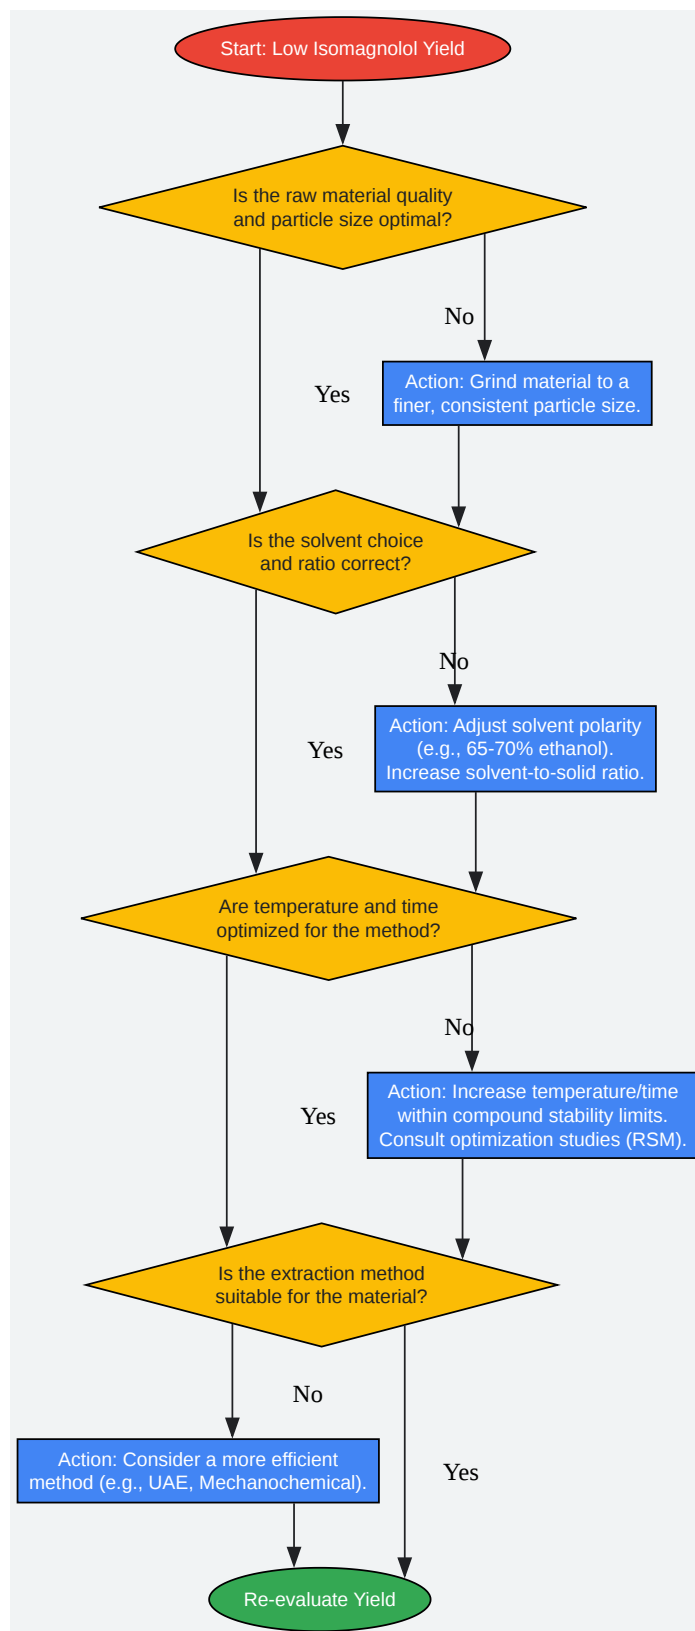 Start: Low Isomagnolol Yield
Is the raw material quality
and particle size optimal?
No
Yes
Action: Grind material to a
finer, consistent particle size.
Is the solvent choice
and ratio correct?
No
Yes
Action: Adjust solvent polarity
(e.g., 65-70% ethanol).
Increase solvent-to-solid ratio.
Are temperature and time
optimized for the method?
No
Yes
Action: Increase temperature/time
within compound stability limits.
Consult optimization studies (RSM).
Is the extraction method
suitable for the material?
No
Yes
Action: Consider a more efficient
method (e.g., UAE, Mechanochemical).
Re-evaluate Yield